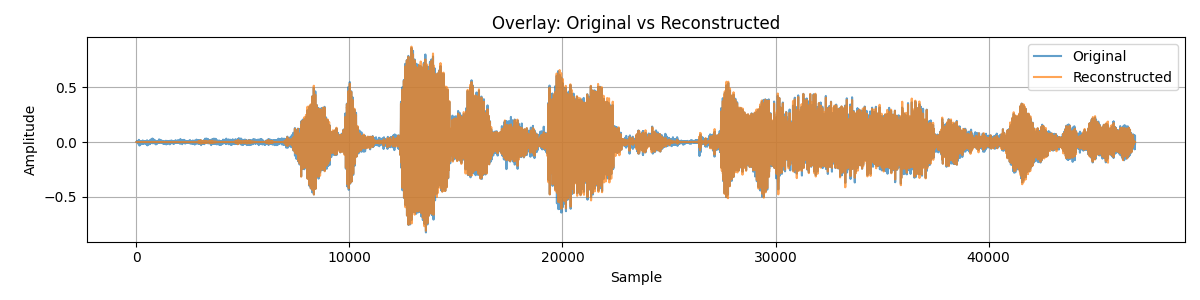 Overlay: Original vs Reconstructed
Original
Reconstructed
Amplitude
0.5
0.0
−0.5
0
10000
20000
30000
40000
Sample